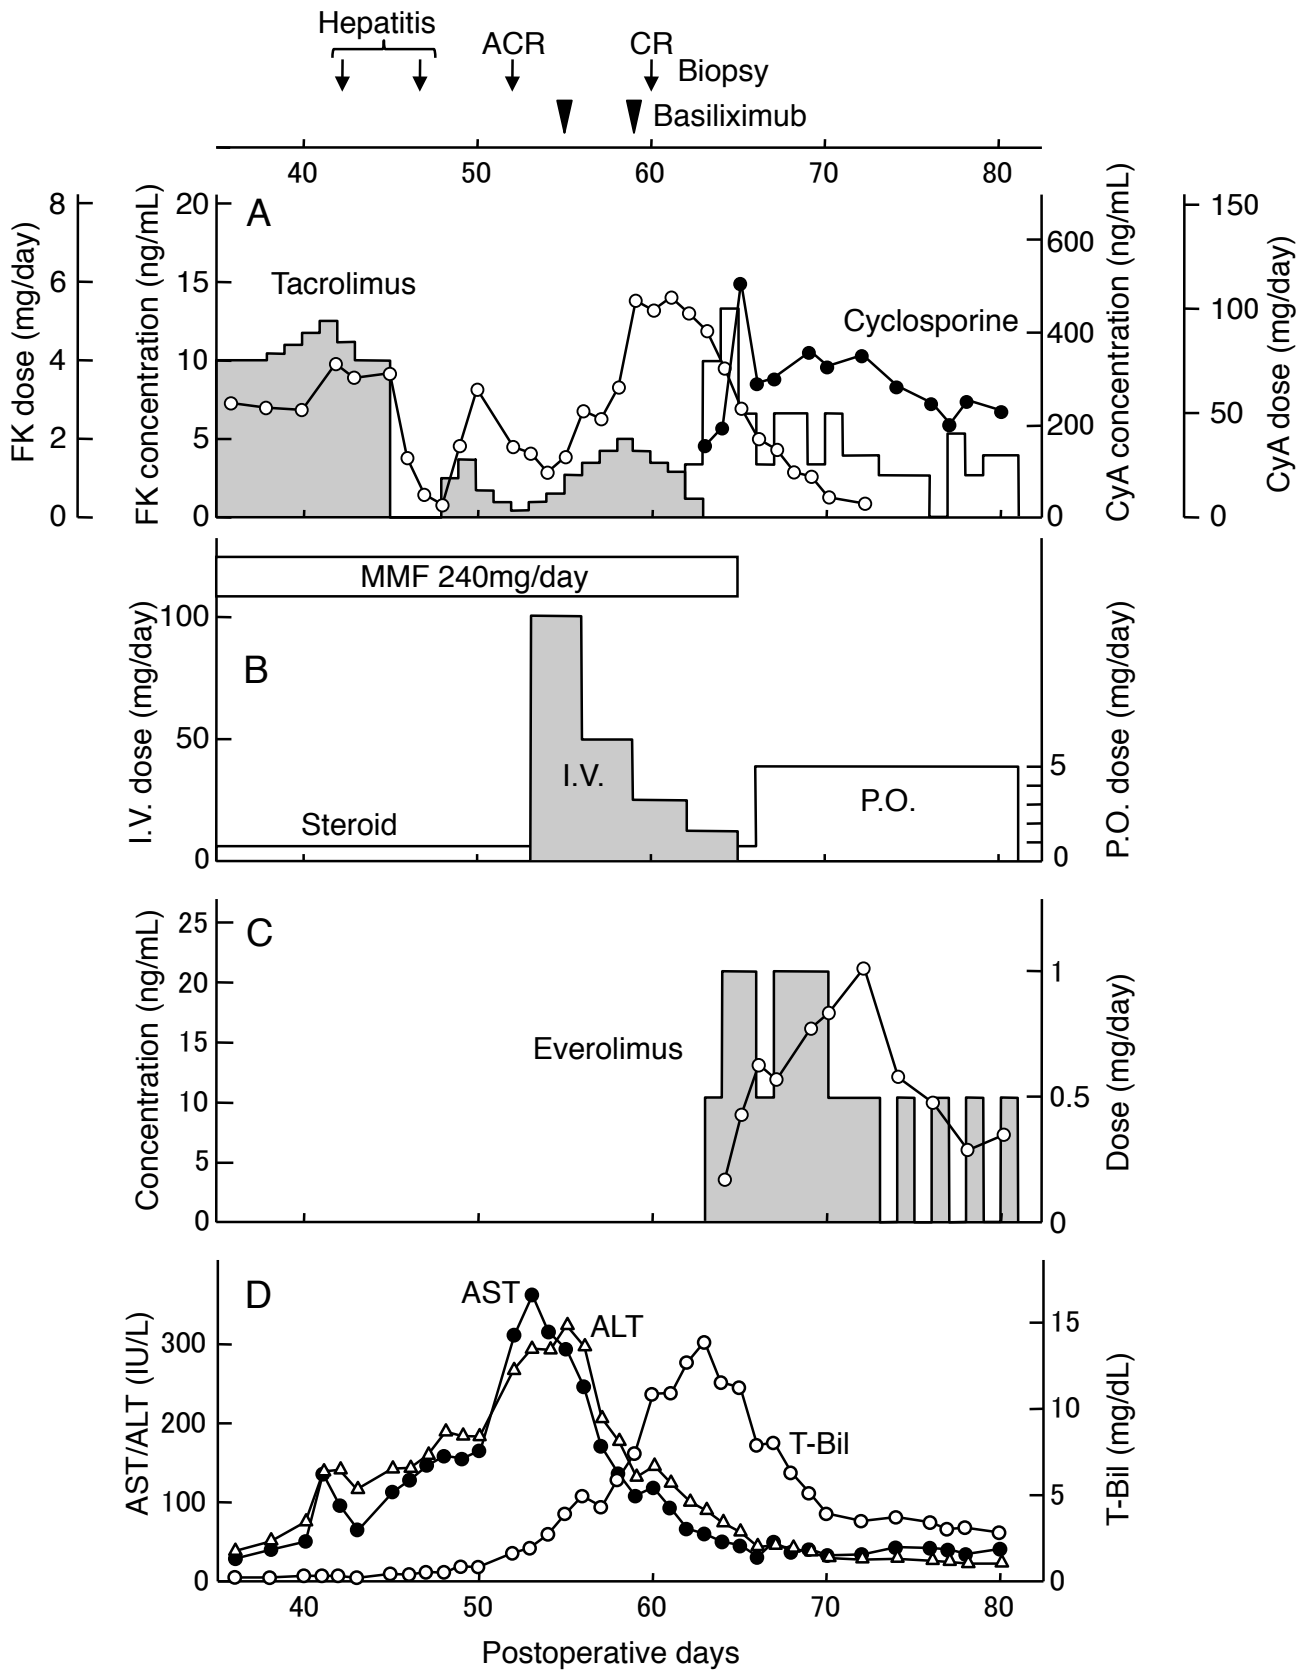 Hepatitis
ACR
CR
Biopsy
Basiliximub
40 50 60 70 80
FK dose (mg/day)
8
6
4
2
0
FK concentration (ng/mL)
20
15
10
5
0
A
Tacrolimus
Cyclosporine
CyA concentration (ng/mL)
600
400
200
0
CyA dose (mg/day)
150
100
50
0
MMF 240mg/day
I.V. dose (mg/day)
100
50
0
B
Steroid
I.V.
P.O.
P.O. dose (mg/day)
5
0
Concentration (ng/mL)
25
20
15
10
5
0
C
Everolimus
Dose (mg/day)
1
0.5
0
AST/ALT (IU/L)
300
200
100
0
D
AST
ALT
T-Bil
T-Bil (mg/dL)
15
10
5
0
40 50 60 70 80
Postoperative days